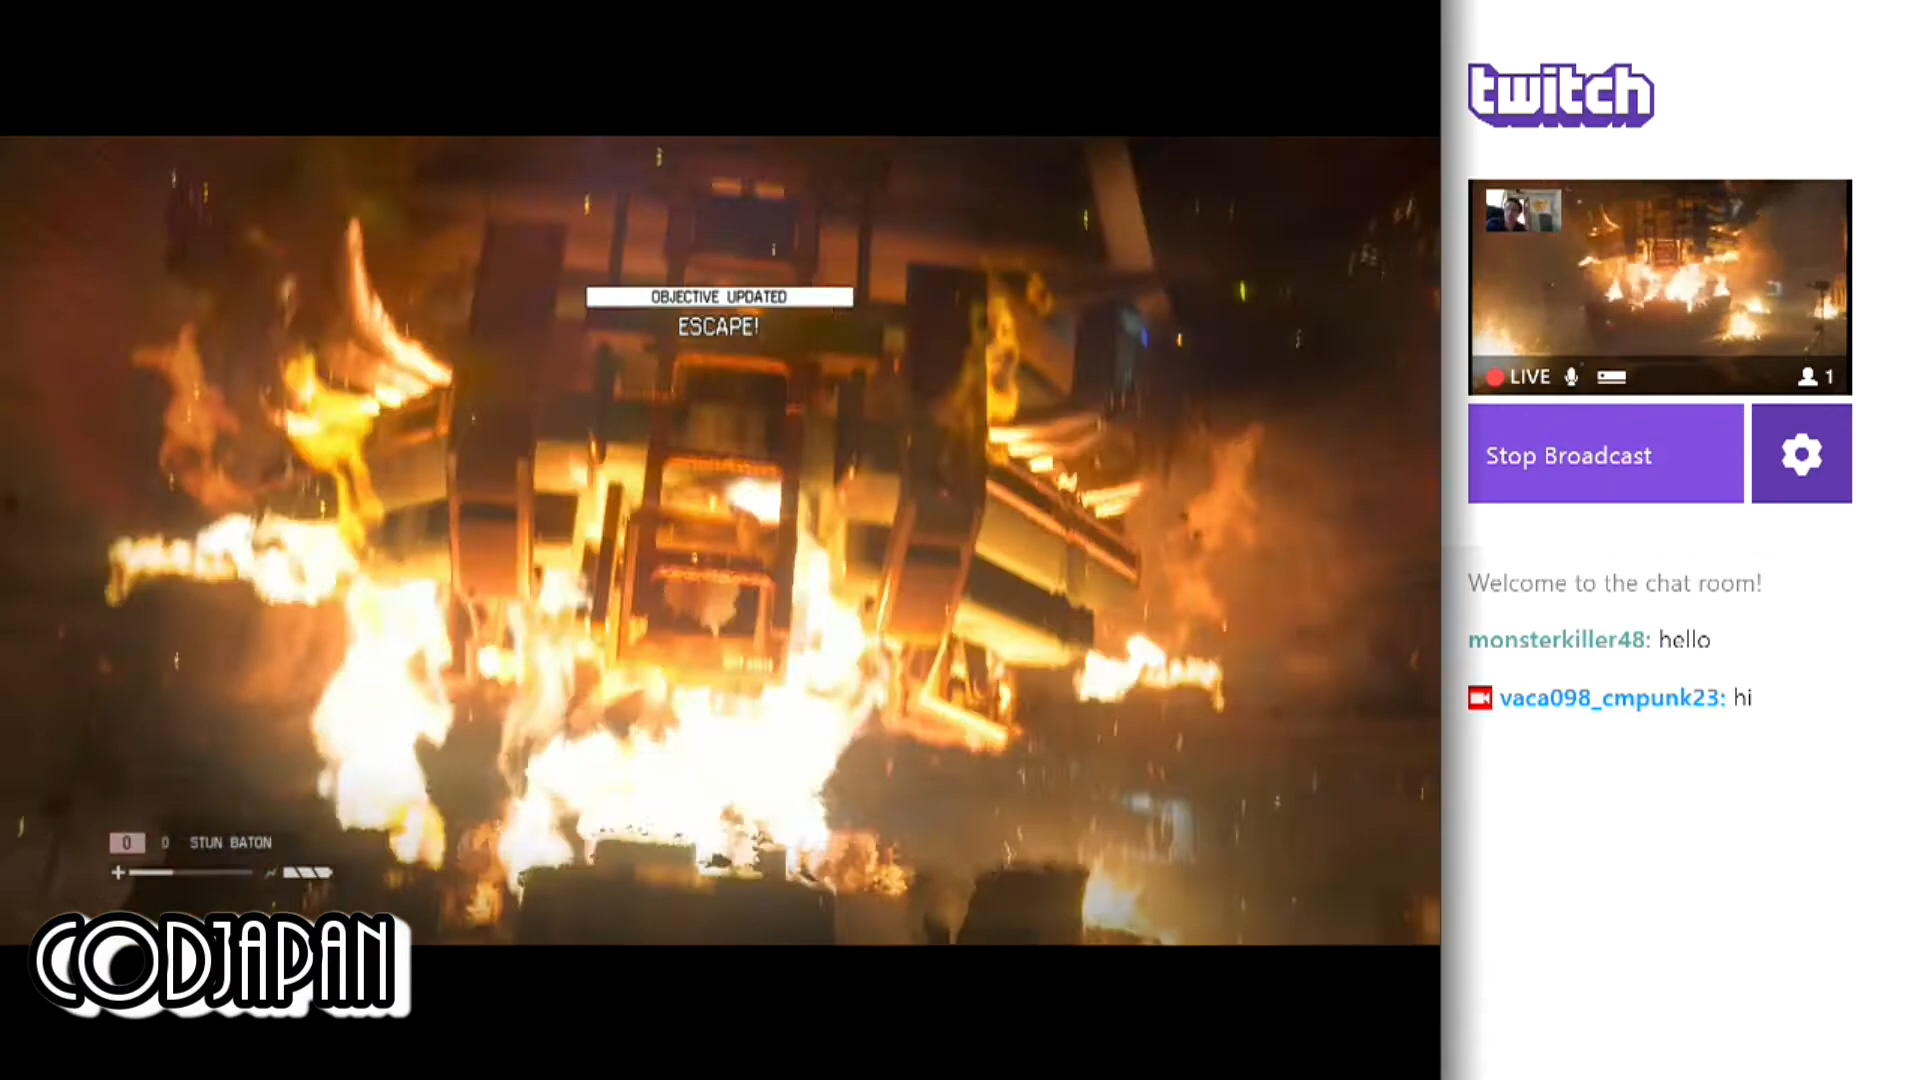 OBJECTIVE UPDATED
ESCAPE!
0 0 STUN BATON
CODJAPAN
twitch
LIVE 1
Stop Broadcast
Welcome to the chat room!
monsterkiller48: hello
vaca098_cmpunk23: hi